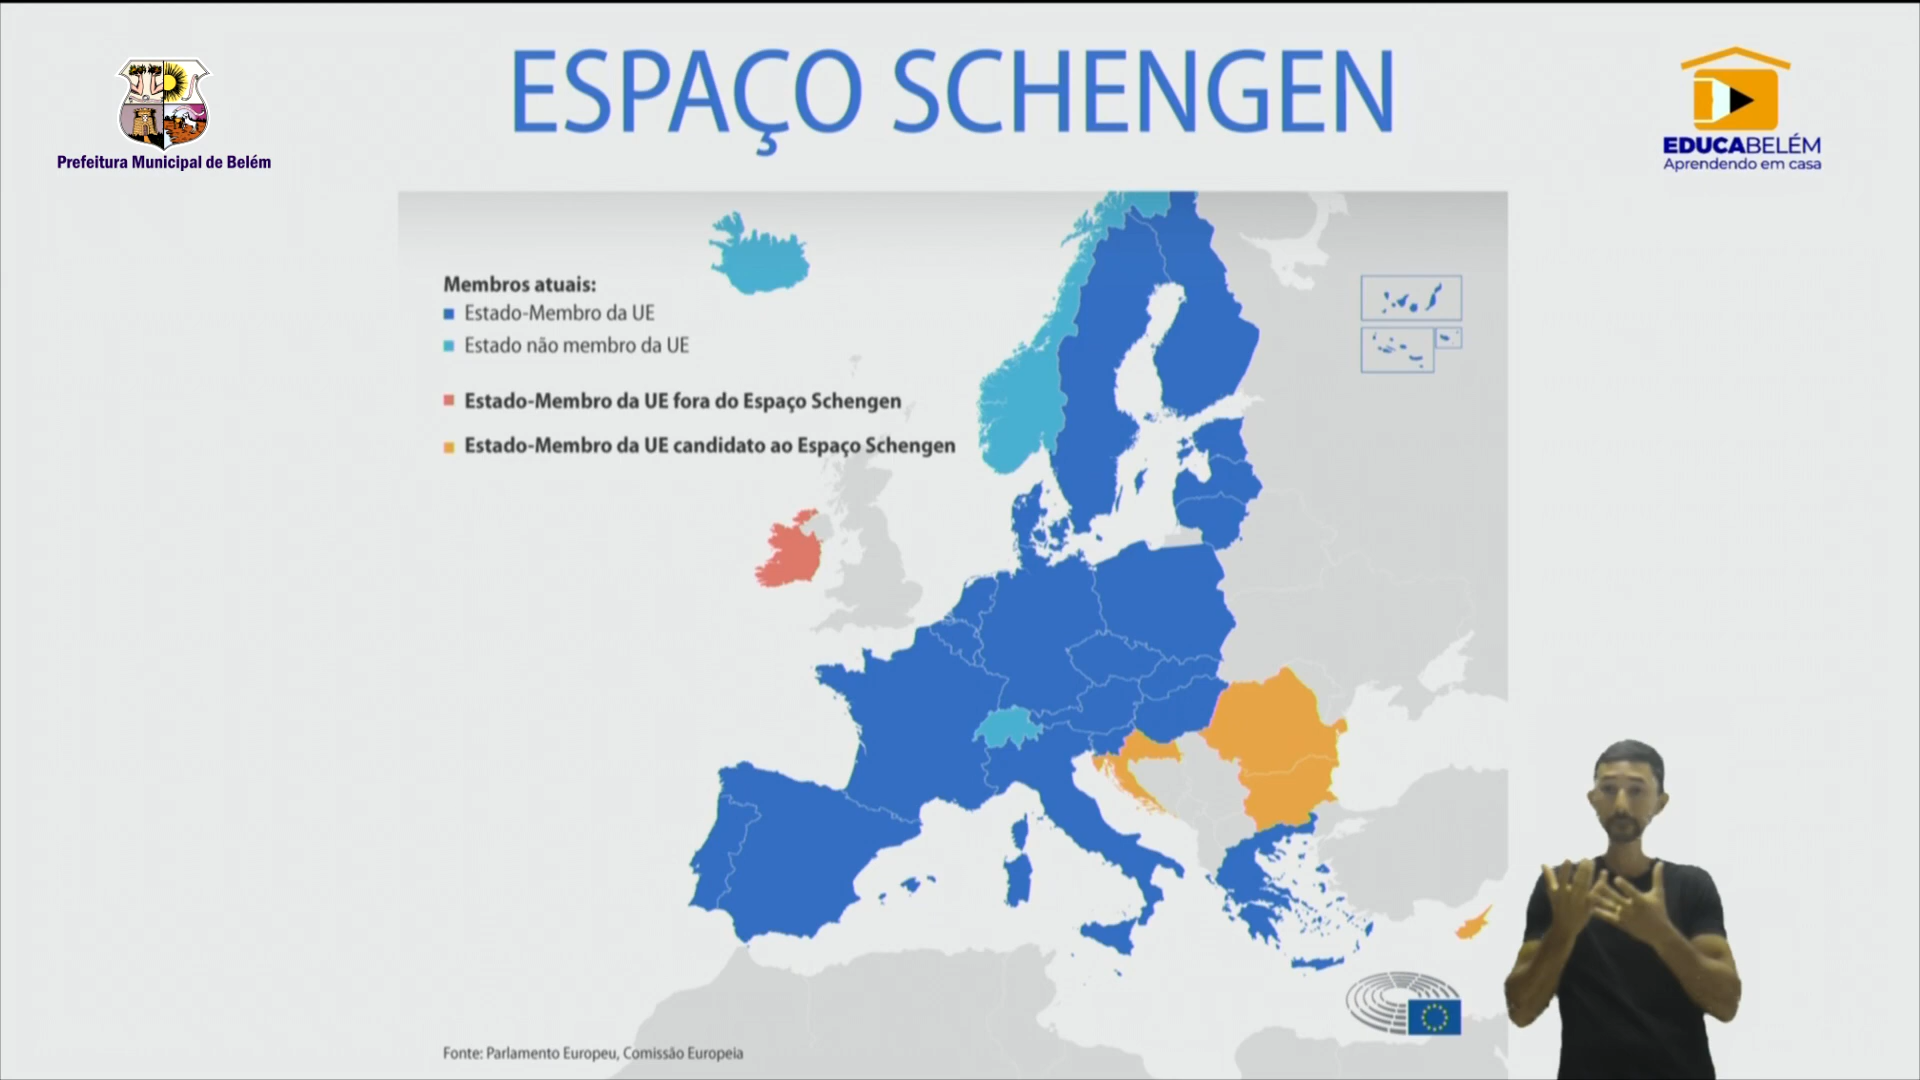 ESPAÇO SCHENGEN
Prefeitura Municipal de Belém
EDUCABELÉM
Aprendendo em casa
Membros atuais:
Estado-Membro da UE
Estado não membro da UE
Estado-Membro da UE fora do Espaço Schengen
Estado-Membro da UE candidato ao Espaço Schengen
Fonte: Parlamento Europeu, Comissão Europeia